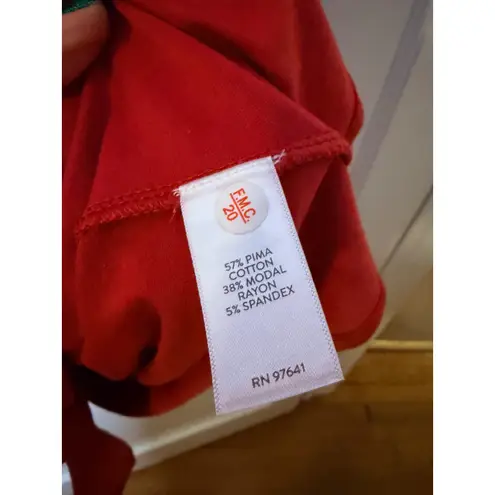 F.M.C.
20
57% PIMA
COTTON
38% MODAL
RAYON
5% SPANDEX
RN 97641